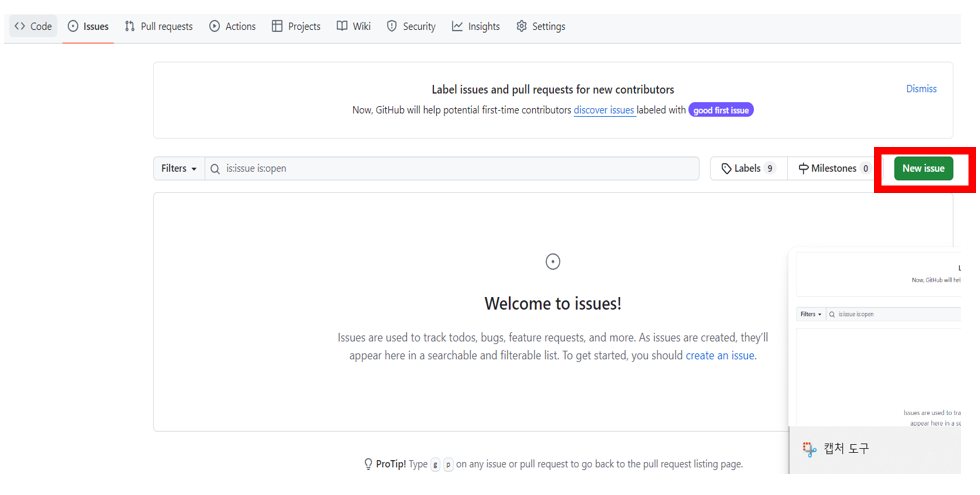 Code Issues Pull requests Actions Projects Wiki Security Insights Settings
Label issues and pull requests for new contributors
Dismiss
Now, GitHub will help potential first-time contributors discover issues labeled with good first issue
Filters is:issue is:open Labels 9 Milestones 0 New issue
Welcome to issues!
Issues are used to track todos, bugs, feature requests, and more. As issues are created, they'll
appear here in a searchable and filterable list. To get started, you should create an issue.
ProTip! Type g p on any issue or pull request to go back to the pull request listing page.
L
Now, GitHub will hel
Filters is:issue is:open
Issues are used to tra
appear here in a se
캡처 도구